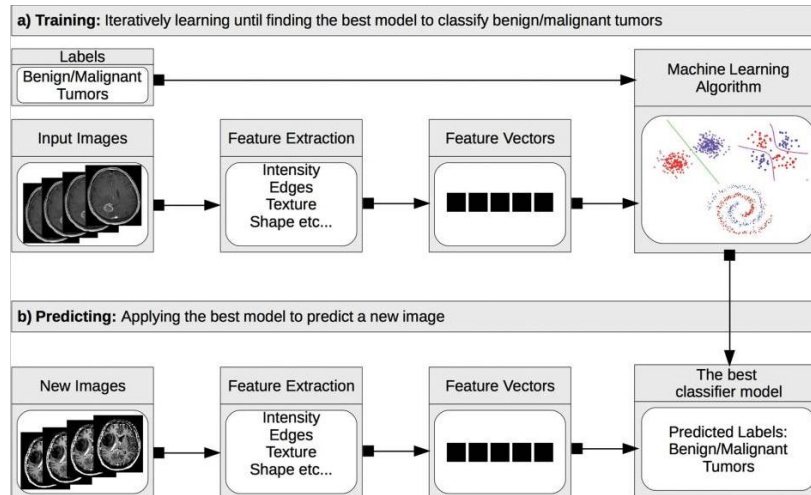 a) Training: Iteratively learning until finding the best model to classify benign/malignant tumors
Labels
Benign/Malignant
Tumors
Machine Learning
Algorithm
Input Images
Feature Extraction
Intensity
Edges
Texture
Shape etc...
Feature Vectors
b) Predicting: Applying the best model to predict a new image
New Images
Feature Extraction
Intensity
Edges
Texture
Shape etc...
Feature Vectors
The best
classifier model
Predicted Labels:
Benign/Malignant
Tumors